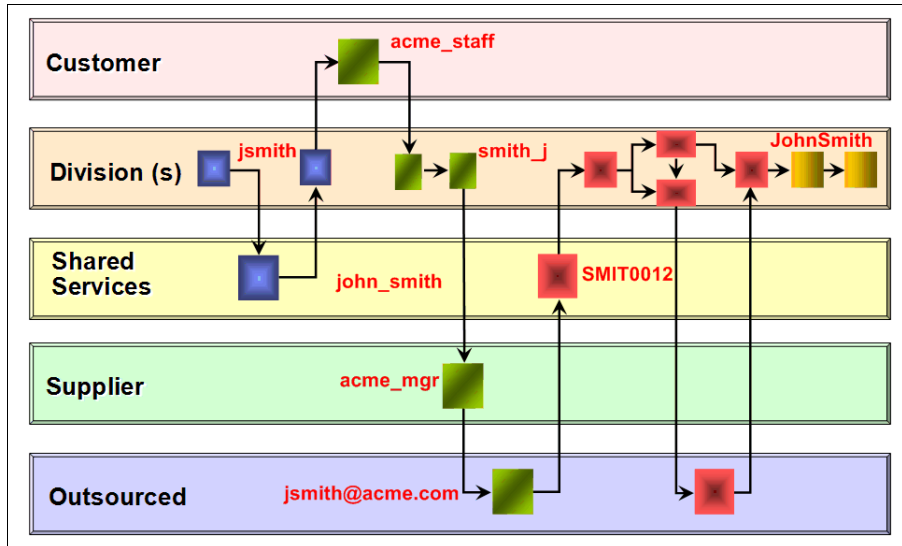 acme_staff
Customer
jsmith
smith_j
JohnSmith
Division (s)
Shared
Services
john_smith
SMIT0012
acme_mgr
Supplier
jsmith@acme.com
Outsourced